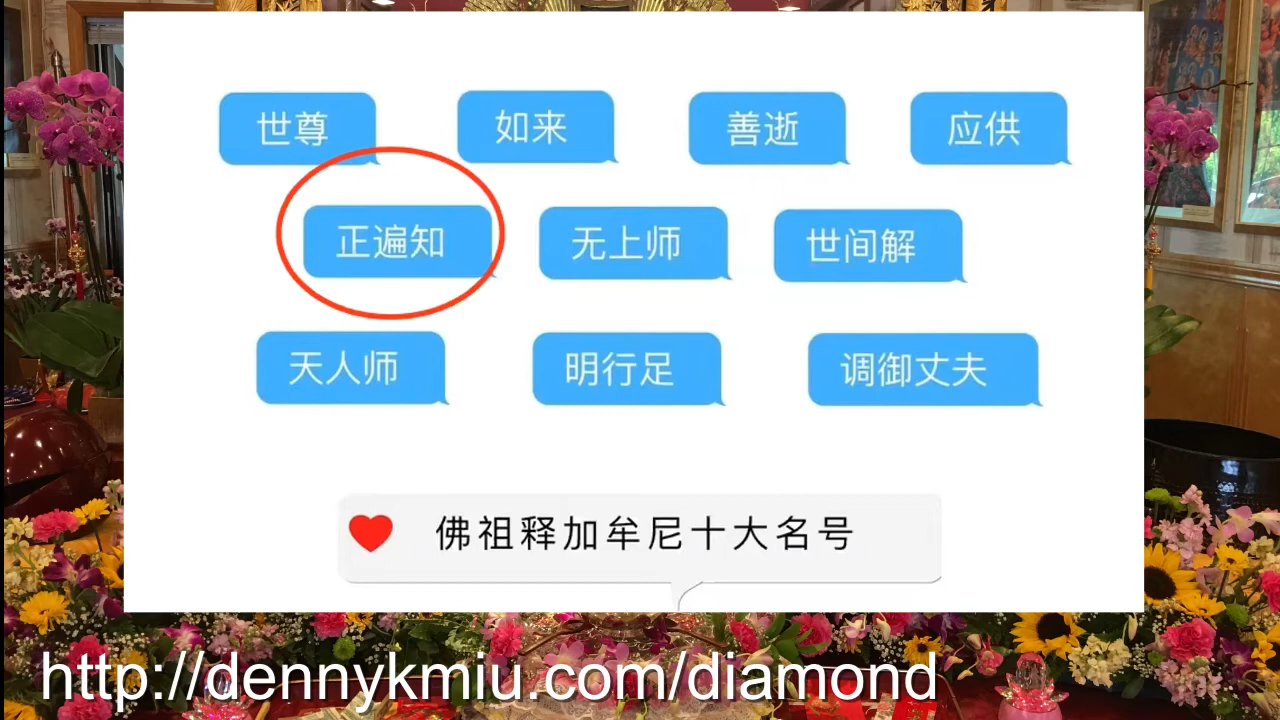 世尊 如来 善逝 应供
正遍知 无上师 世间解
天人师 明行足 调御丈夫
佛祖释加牟尼十大名号
http://dennykmiu.com/diamond